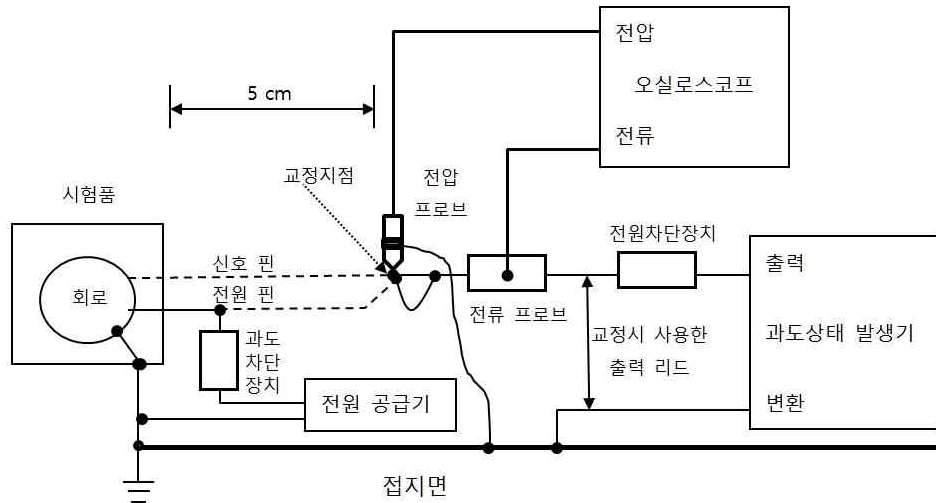 전압
오실로스코프
전류
5 cm
교정지점
전압
프로브
시험품
전원차단장치
신호 핀
출력
회로
전원 핀
전류 프로브
교정시 사용한
출력 리드
과도상태 발생기
과도
차단
장치
전원 공급기
변환
접지면